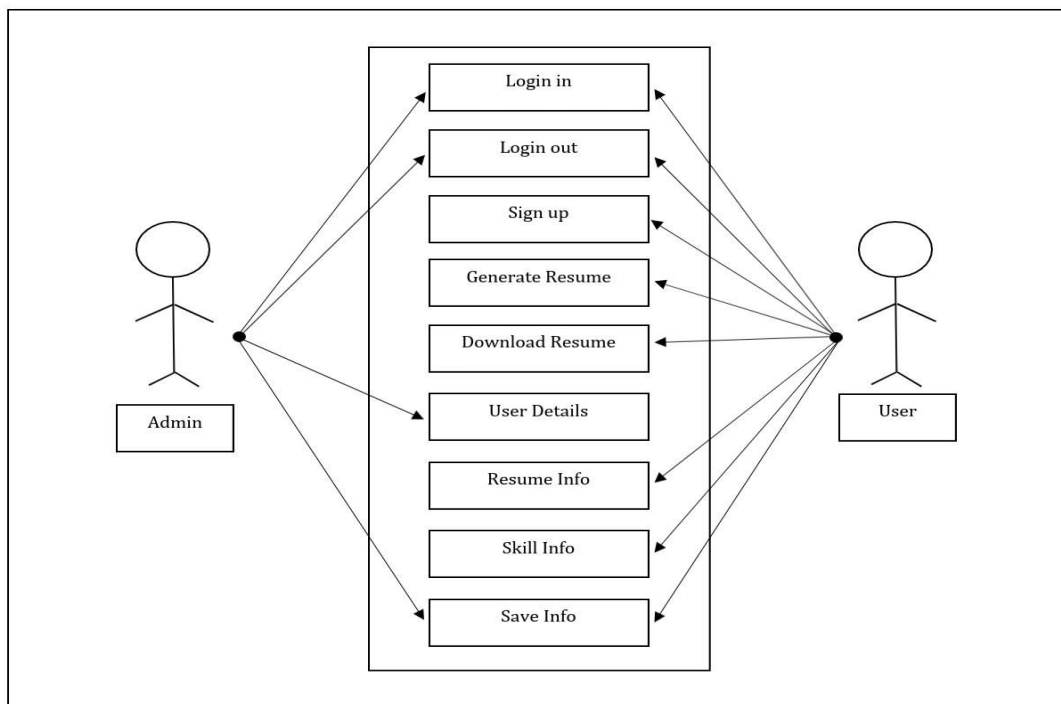 Login in
Login out
Sign up
Generate Resume
Download Resume
User Details
Resume Info
Skill Info
Save Info
Admin
User